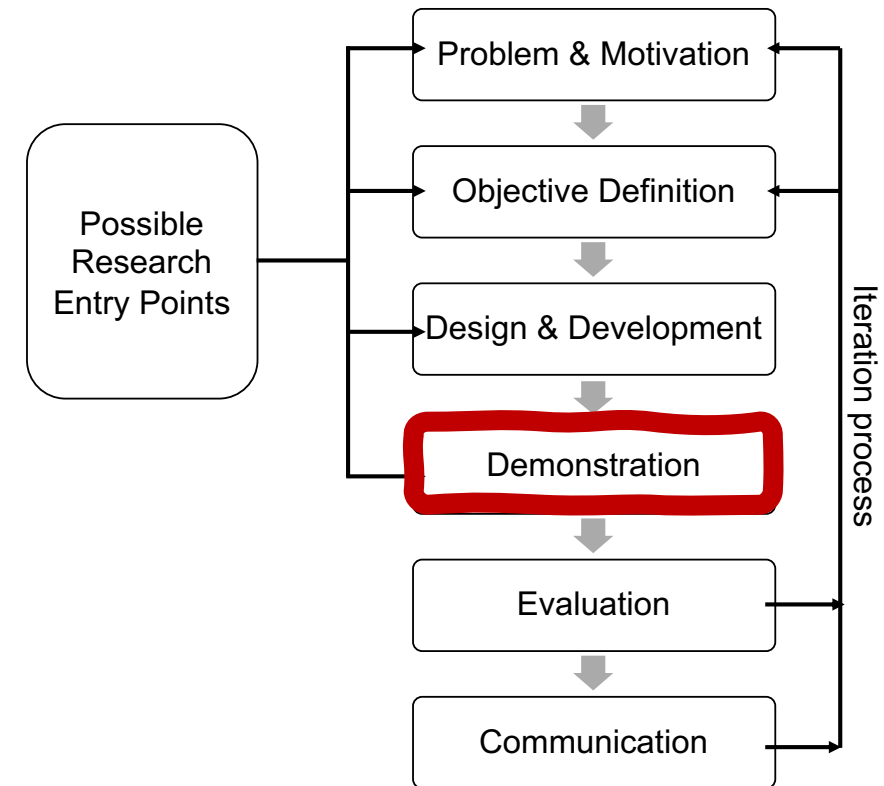 Problem & Motivation
Objective Definition
Possible
Research
Entry Points
Design & Development
Demonstration
Evaluation
Communication
Iteration process